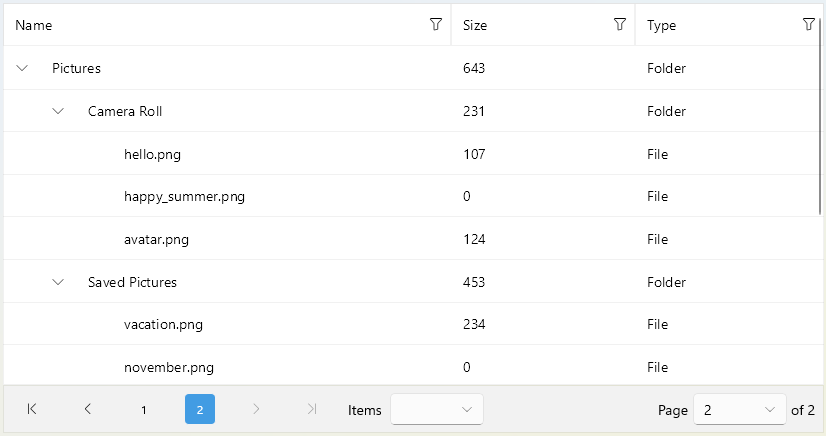 Name Size Type
Pictures 643 Folder
Camera Roll 231 Folder
hello.png 107 File
happy_summer.png 0 File
avatar.png 124 File
Saved Pictures 453 Folder
vacation.png 234 File
november.png 0 File
1 2 Items Page 2 of 2